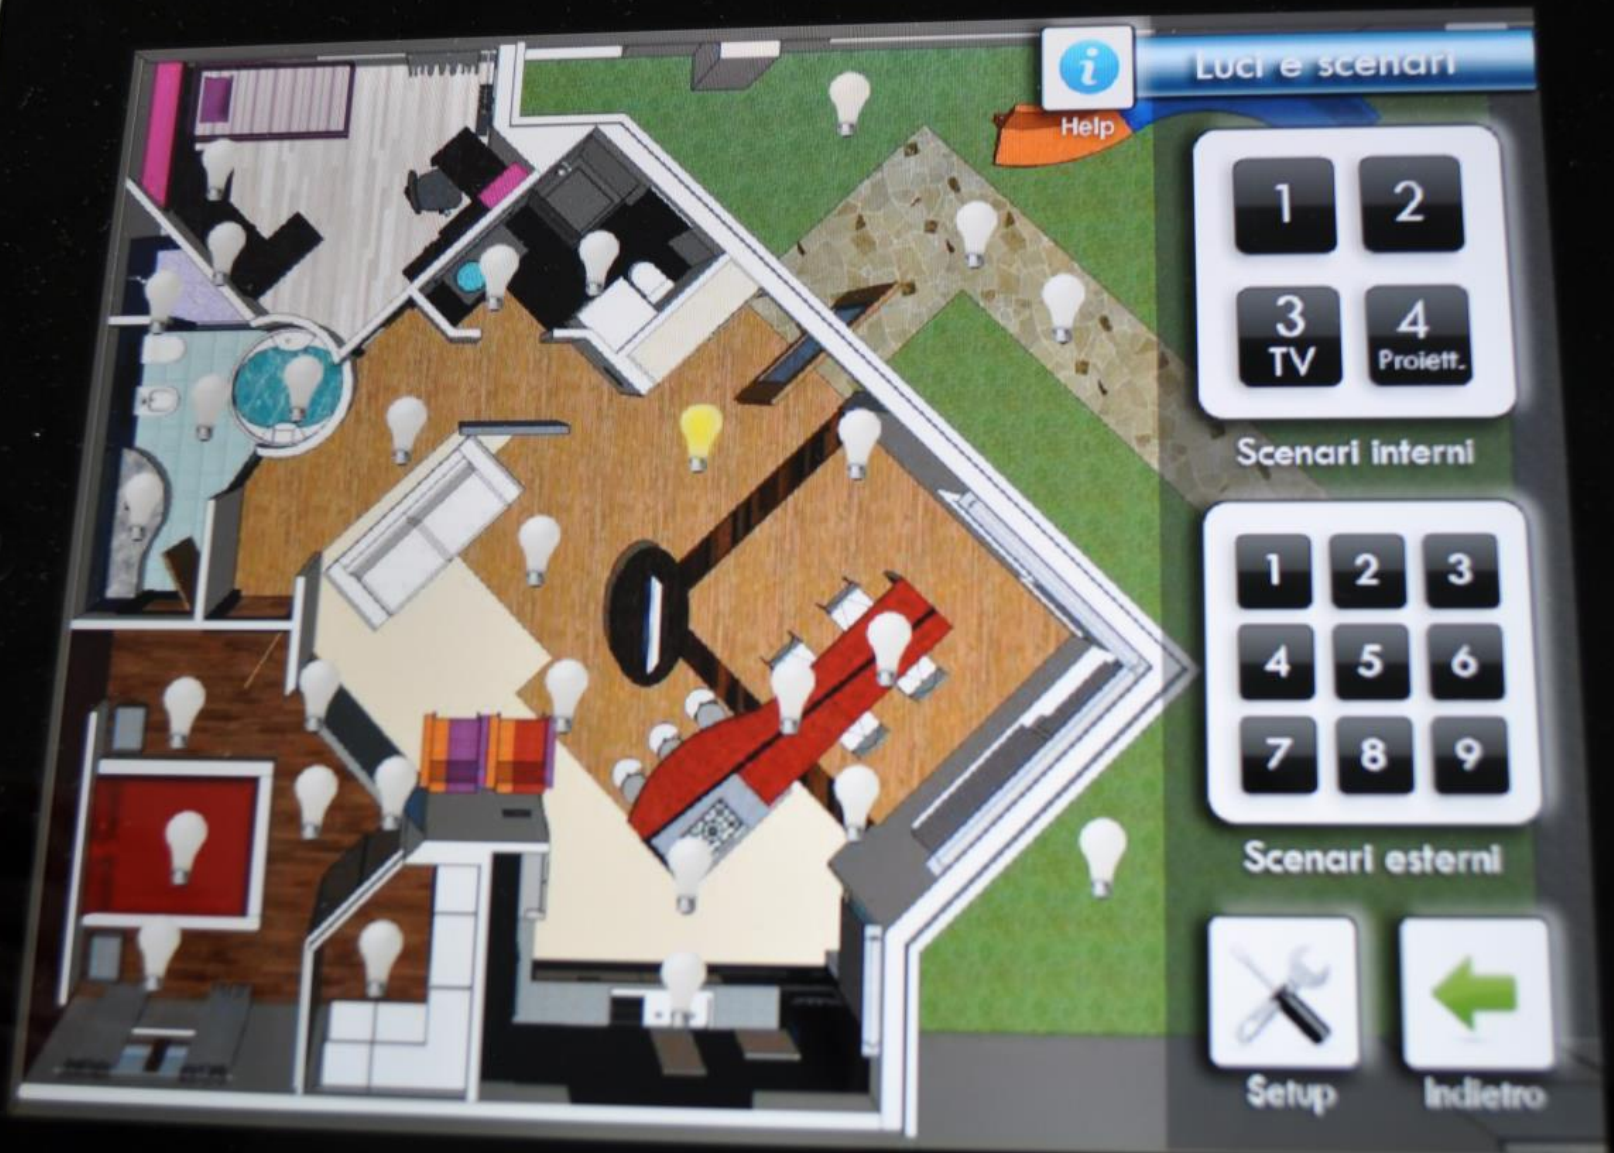 Luci e scenari
Help
1
2
3
TV
4
Proiett.
Scenari interni
1 2 3
4 5 6
7 8 9
Scenari esterni
Setup
Indietro